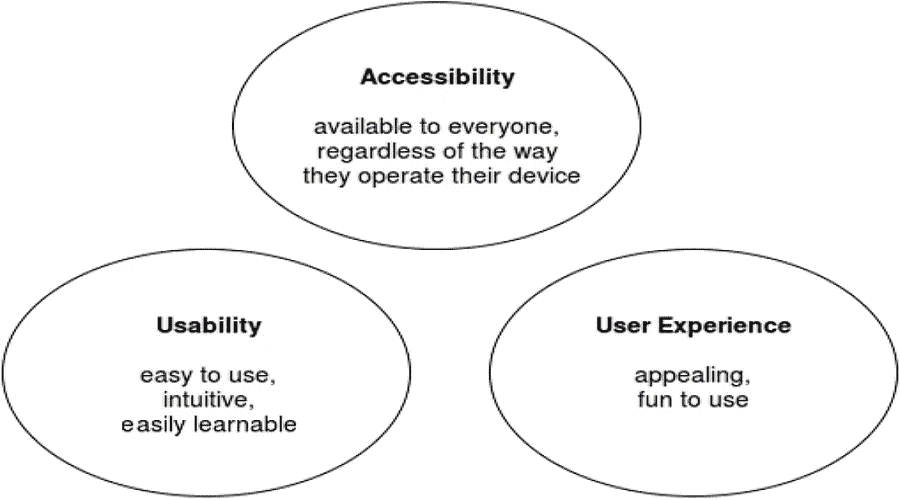 Accessibility
available to everyone,
regardless of the way
they operate their device
Usability
easy to use,
intuitive,
easily learnable
User Experience
appealing,
fun to use